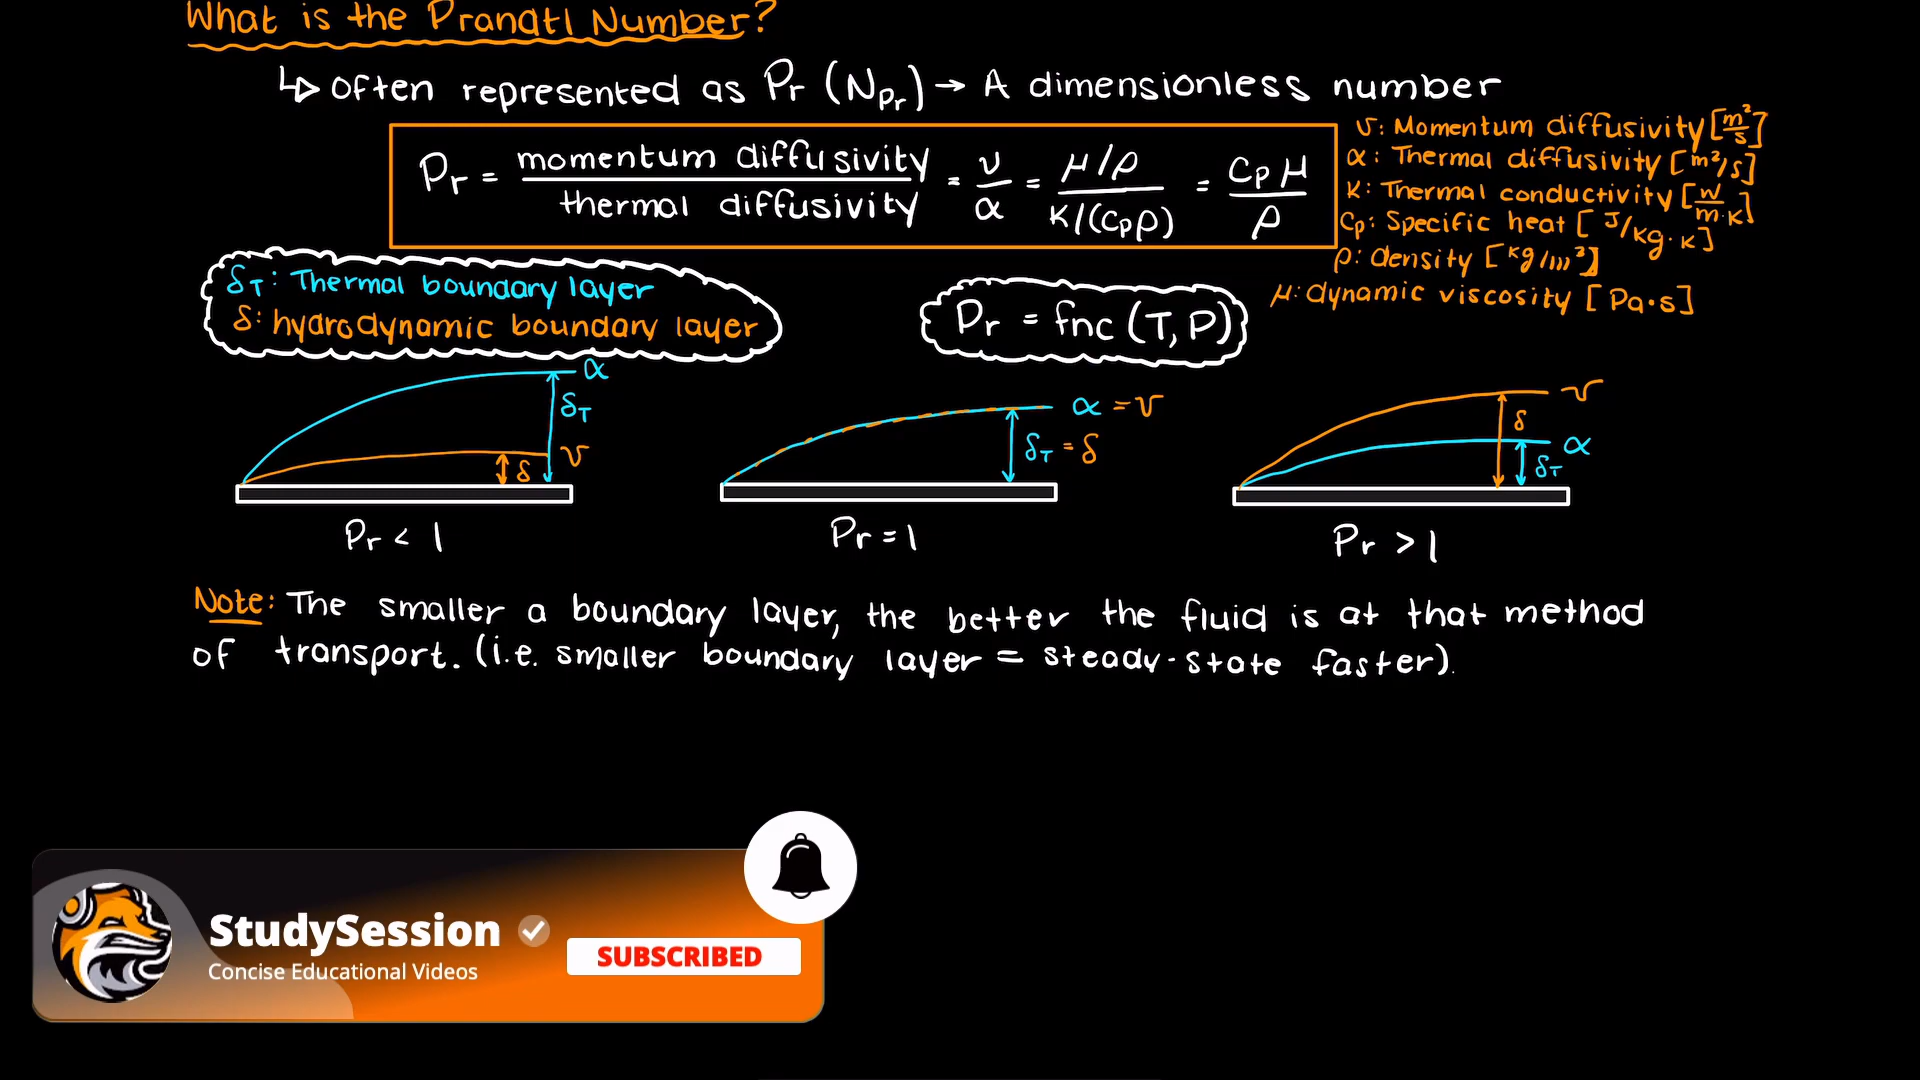 What is the Prandtl Number?
↳ often represented as Pr (N_Pr) → A dimensionless number
Pr = momentum diffusivity / thermal diffusivity = ν/α = (μ/ρ) / (K/(Cpρ)) = Cp μ / ρ
ν: Momentum diffusivity [m²/s]
α: Thermal diffusivity [m²/s]
K: Thermal conductivity [W/m·K]
Cp: Specific heat [J/kg·K]
ρ: density [kg/m³]
μ: dynamic viscosity [Pa·s]
δT: Thermal boundary layer
δ: hydrodynamic boundary layer
Pr = fnc (T, P)
α
δT
ν
δ
Pr < 1
α = ν
δT = δ
Pr = 1
ν
δ
α
δT
Pr > 1
Note: The smaller a boundary layer, the better the fluid is at that method
of transport. (i.e. smaller boundary layer = steady-state faster).
StudySession
Concise Educational Videos
SUBSCRIBED